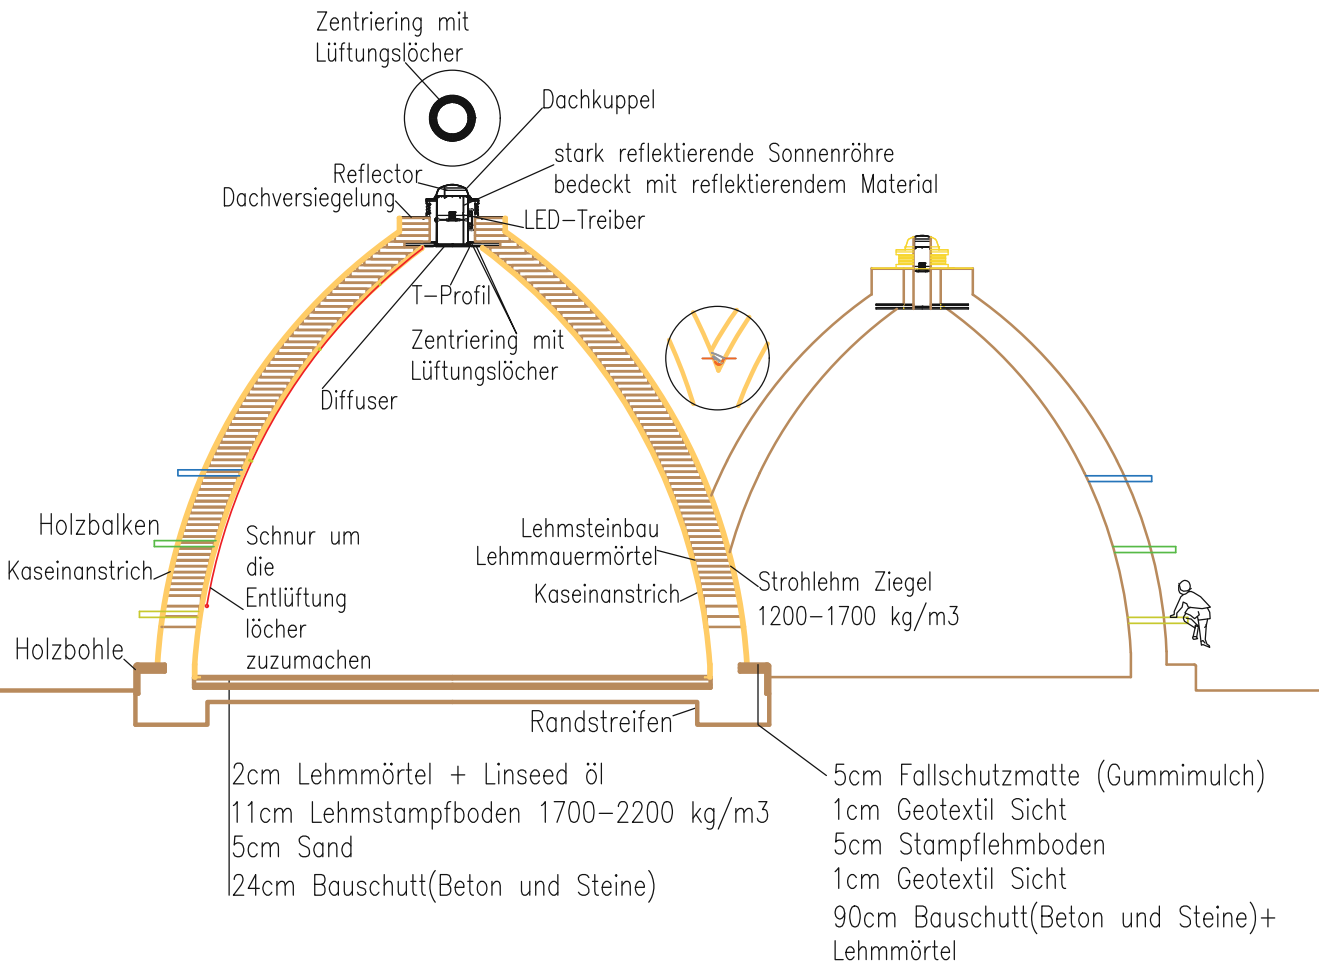 Zentriering mit
Lüftungslöcher
Dachkuppel
stark reflektierende Sonnenröhre
bedeckt mit reflektierendem Material
Reflector
Dachversiegelung
LED-Treiber
T-Profil
Zentriering mit
Lüftungslöcher
Diffuser
Holzbalken
Kaseinanstrich
Schnur um
die
Entlüftung
löcher
zuzumachen
Lehmsteinbau
Lehmmauermörtel
Kaseinanstrich
Strohlehm Ziegel
1200-1700 kg/m3
Holzbohle
Randstreifen
2cm Lehmmörtel + Linseed öl
11cm Lehmstampfboden 1700-2200 kg/m3
5cm Sand
24cm Bauschutt(Beton und Steine)
5cm Fallschutzmatte (Gummimulch)
1cm Geotextil Sicht
5cm Stampflehmboden
1cm Geotextil Sicht
90cm Bauschutt(Beton und Steine)+
Lehmmörtel